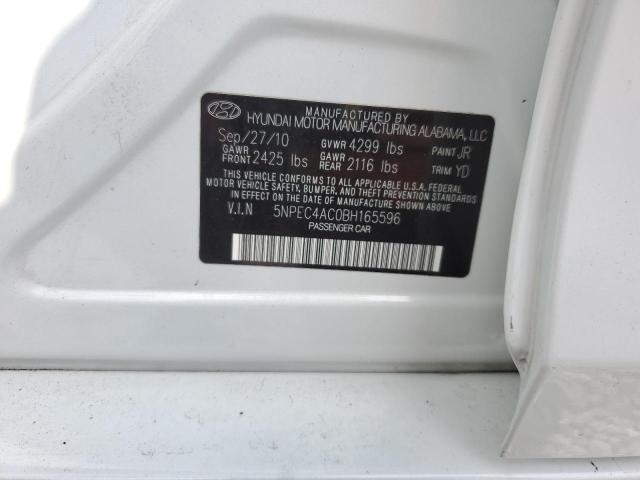 MANUFACTURED BY
HYUNDAI MOTOR MANUFACTURING ALABAMA, LLC
Sep/27/10 GVWR 4299 lbs PAINT JR
GAWR FRONT 2425 lbs GAWR REAR 2116 lbs TRIM YD
THIS VEHICLE CONFORMS TO ALL APPLICABLE U.S.A. FEDERAL
MOTOR VEHICLE SAFETY, BUMPER, AND THEFT PREVENTION STANDARDS
IN EFFECT ON THE DATE OF MANUFACTURE SHOWN ABOVE.
V.I.N 5NPEC4AC0BH165596
PASSENGER CAR